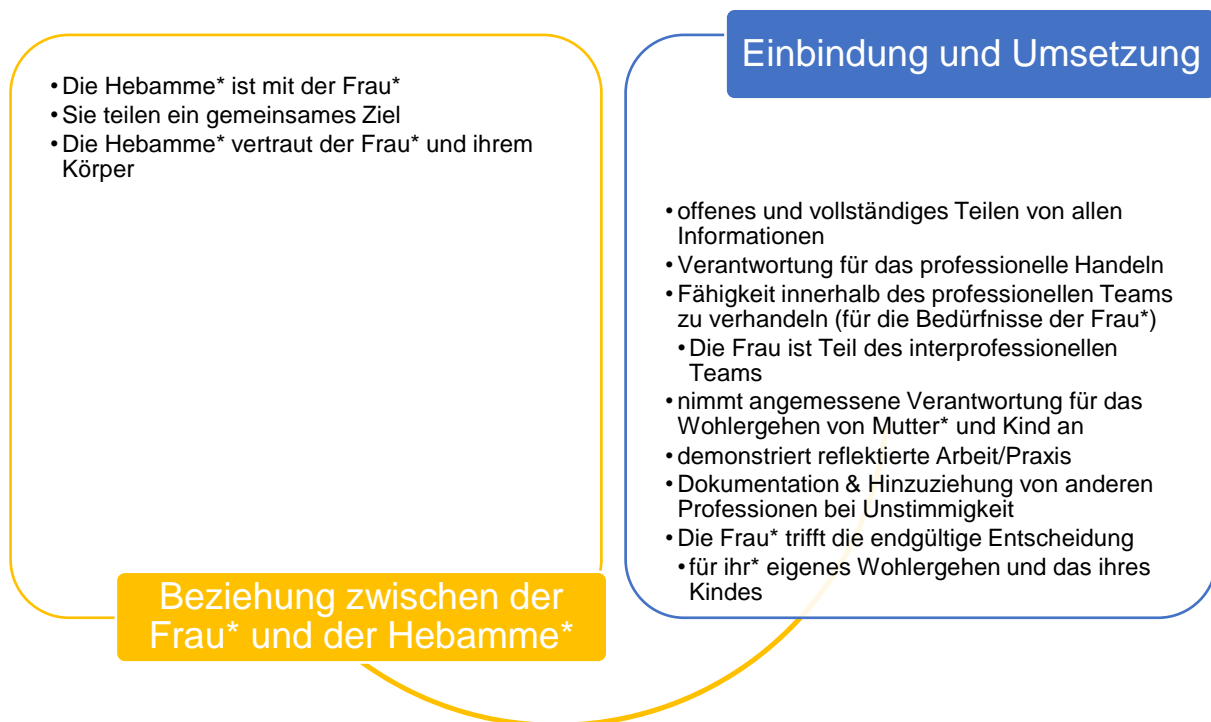 • Die Hebamme* ist mit der Frau*
• Sie teilen ein gemeinsames Ziel
• Die Hebamme* vertraut der Frau* und ihrem
Körper
Beziehung zwischen der
Frau* und der Hebamme*
Einbindung und Umsetzung
• offenes und vollständiges Teilen von allen
Informationen
• Verantwortung für das professionelle Handeln
• Fähigkeit innerhalb des professionellen Teams
zu verhandeln (für die Bedürfnisse der Frau*)
• Die Frau ist Teil des interprofessionellen
Teams
• nimmt angemessene Verantwortung für das
Wohlergehen von Mutter* und Kind an
• demonstriert reflektierte Arbeit/Praxis
• Dokumentation & Hinzuziehung von anderen
Professionen bei Unstimmigkeit
• Die Frau* trifft die endgültige Entscheidung
• für ihr* eigenes Wohlergehen und das ihres
Kindes